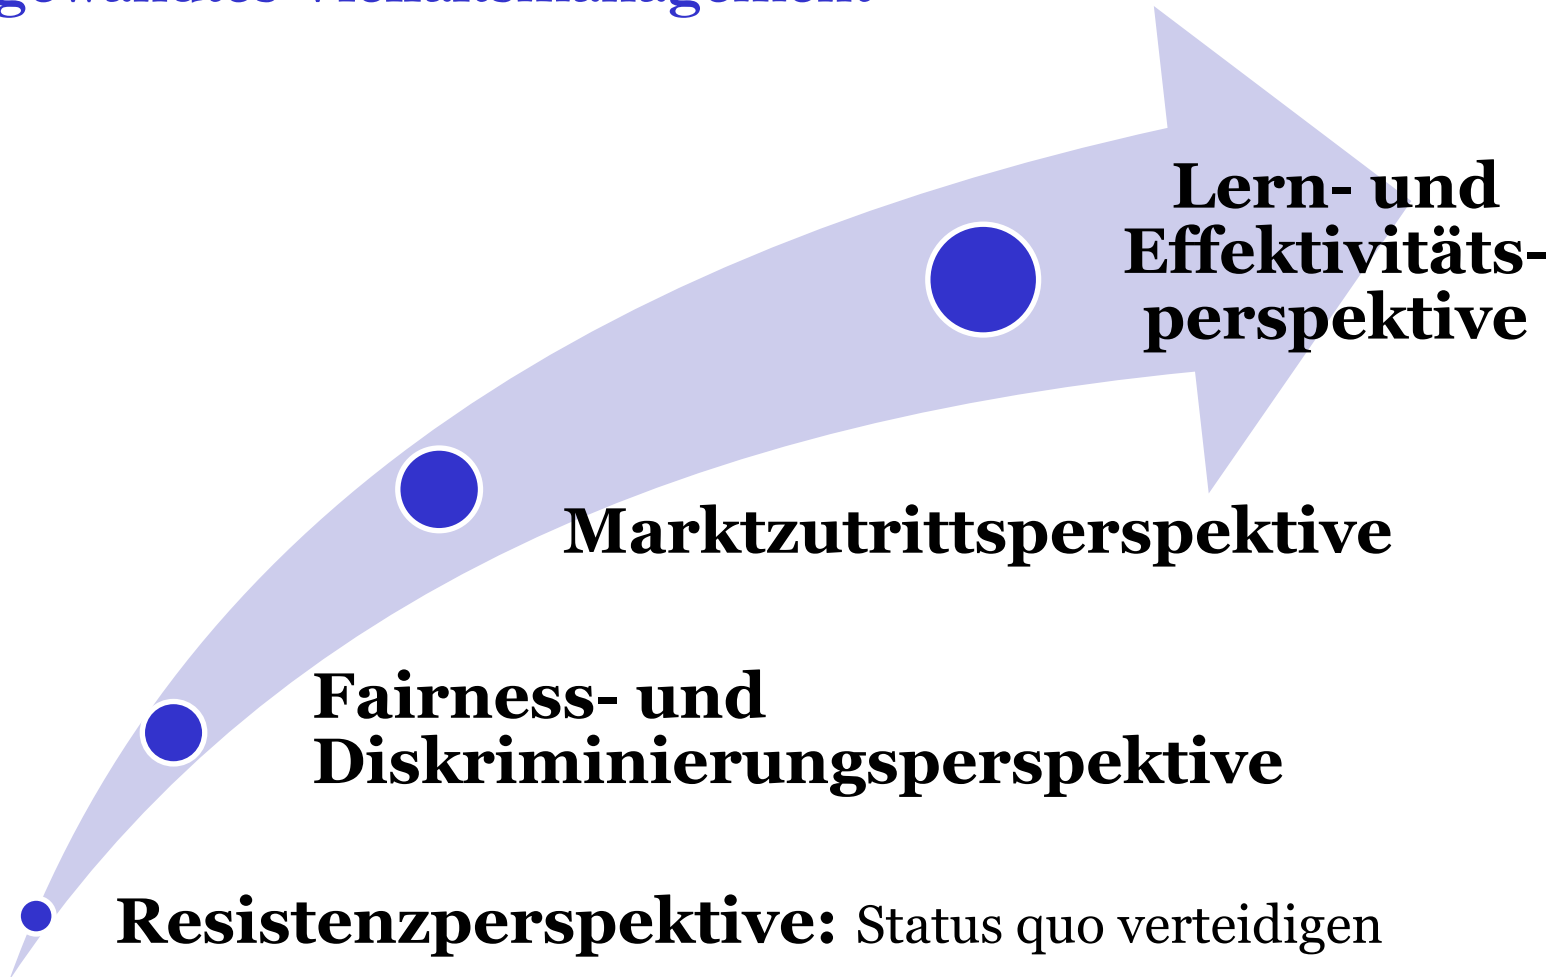 Lern- und
Effektivitäts-
perspektive
Marktzutrittsperspektive
Fairness- und
Diskriminierungsperspektive
Resistenzperspektive: Status quo verteidigen